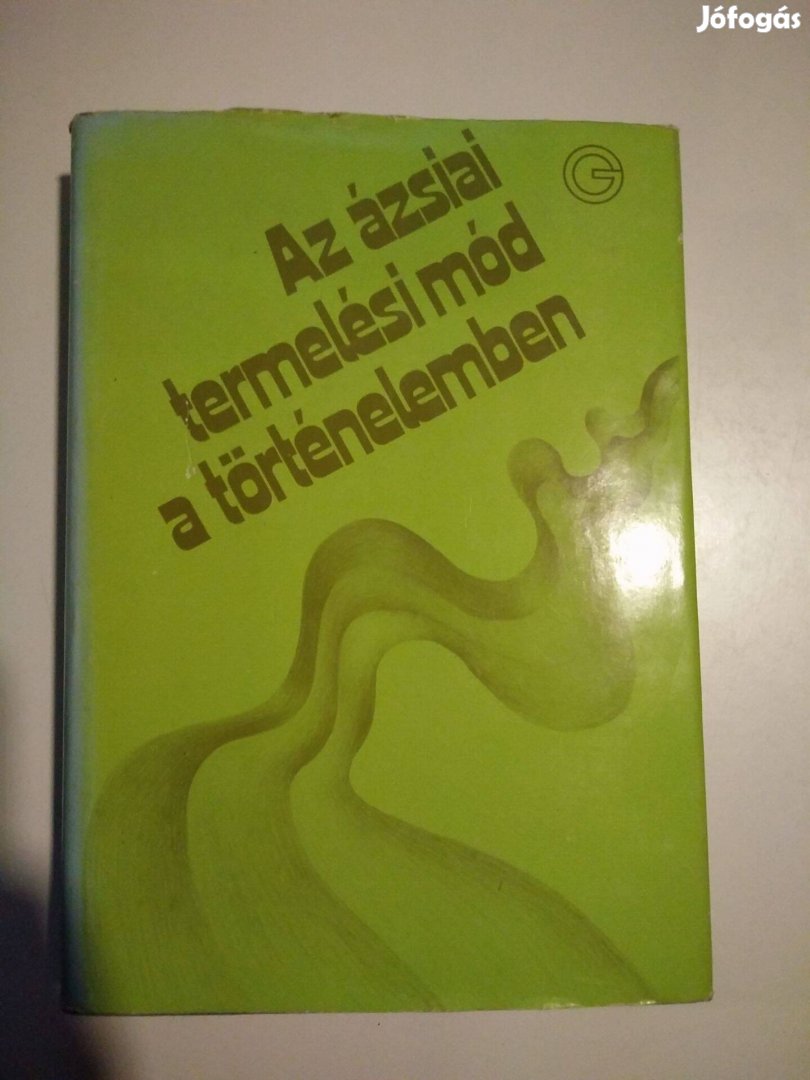 Jófogás
G
Az ázsiai
termelési mód
a történelemben